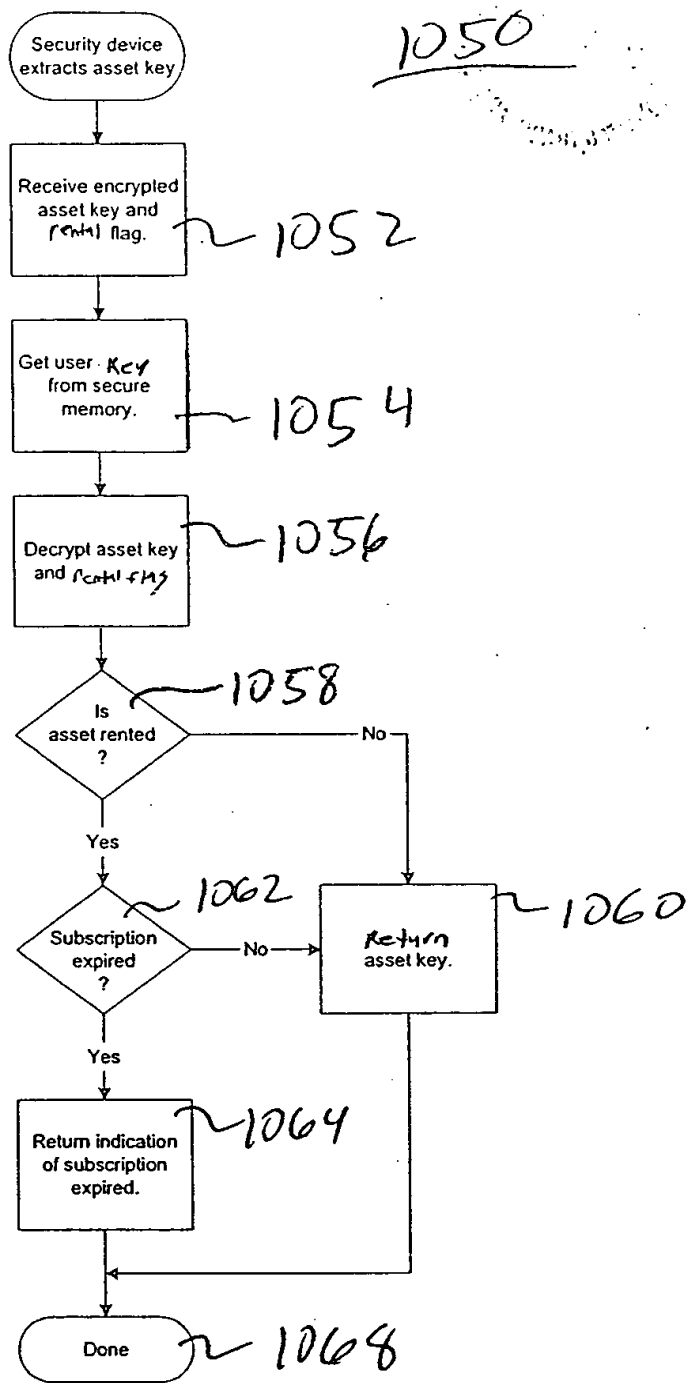 1050
Security device
extracts asset key
Receive encrypted
asset key and
rental flag.
1052
Get user Key
from secure
memory.
1054
Decrypt asset key
and rental flag
1056
1058
Is
asset rented
?
No
Yes
1062
Subscription
expired
?
No
Return
asset key.
1060
Yes
1064
Return indication
of subscription
expired.
Done
1068